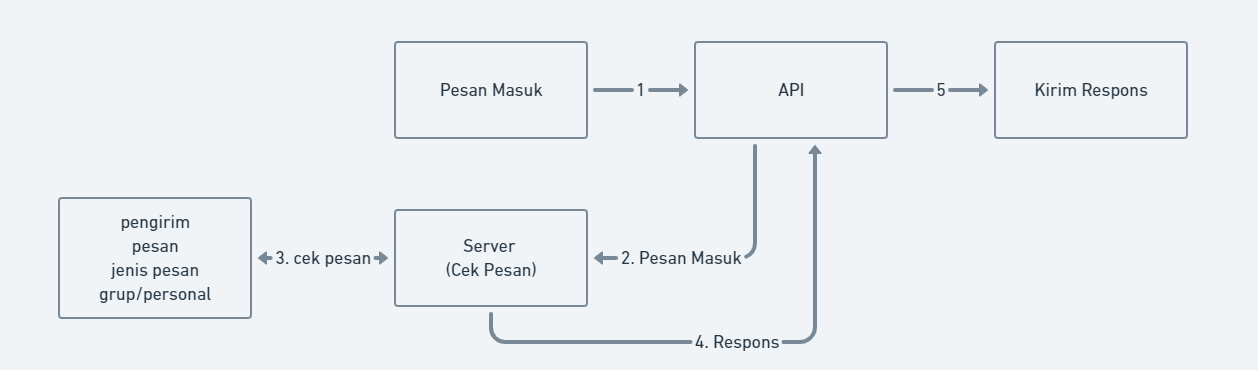 Pesan Masuk
1
API
5
Kirim Respons
pengirim
pesan
jenis pesan
grup/personal
3. cek pesan
Server
(Cek Pesan)
2. Pesan Masuk
4. Respons